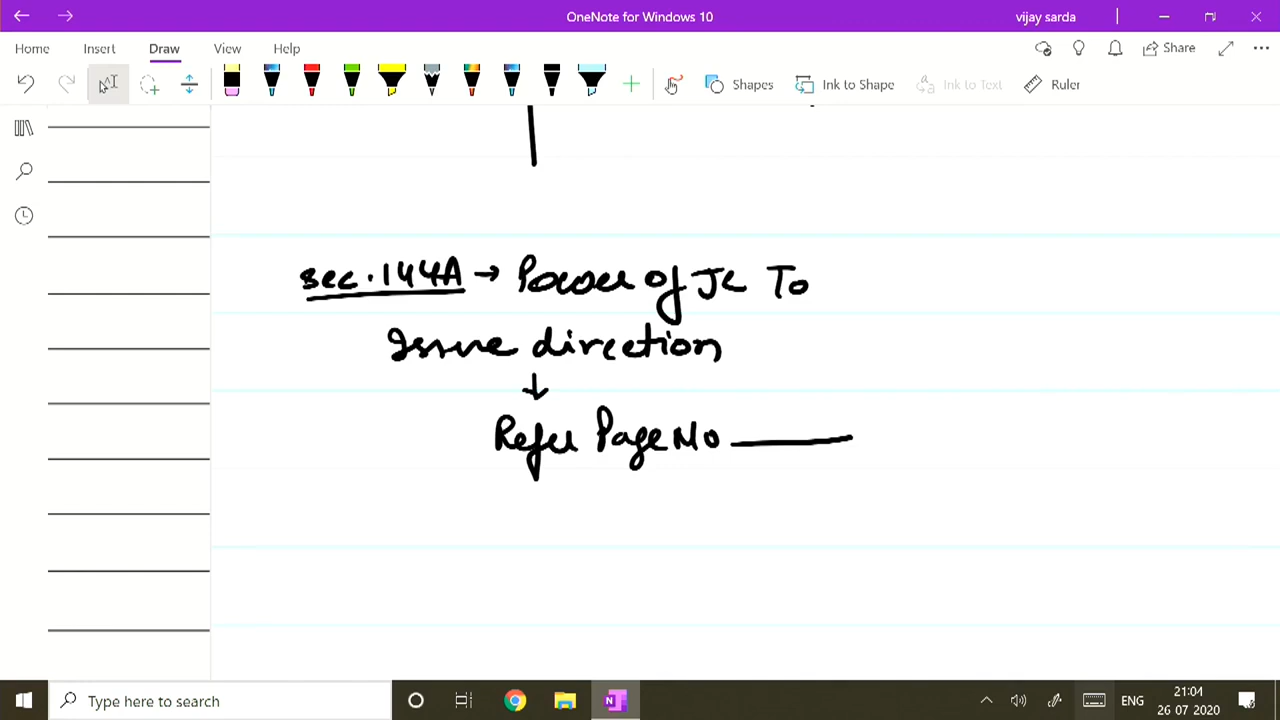 OneNote for Windows 10
vijay sarda
Home Insert Draw View Help
Share
Shapes Ink to Shape Ink to Text Ruler
sec. 144A → Power of JC To
Issue direction
↓
Refer Page No ______
Type here to search
ENG
21:04
26-07-2020